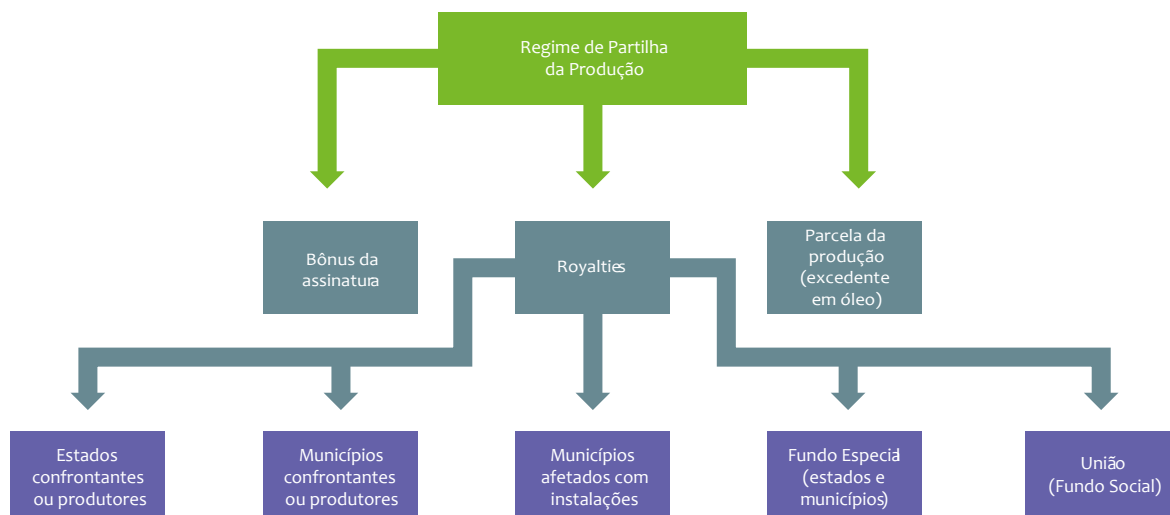 Regime de Partilha
da Produção
Bônus da
assinatura
Royalties
Parcela da
produção
(excedente
em óleo)
Estados
confrontantes
ou produtores
Municípios
confrontantes
ou produtores
Municípios
afetados com
instalações
Fundo Especial
(estados e
municípios)
União
(Fundo Social)